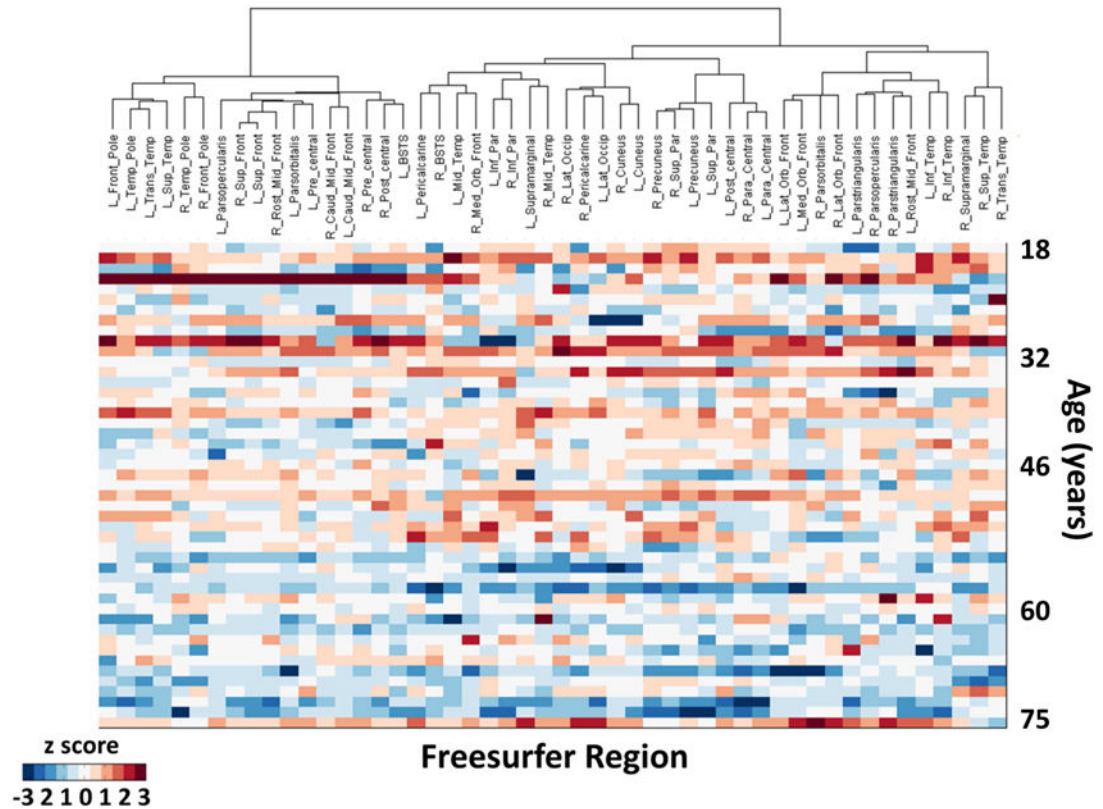 L_Front_Pole
L_Temp_Pole
L_Trans_Temp
L_Sup_Temp
R_Temp_Pole
R_Front_Pole
L_Parsopercularis
R_Sup_Front
L_Sup_Front
R_Rost_Mid_Front
L_Parsorbitalis
L_Pre_central
R_Caud_Mid_Front
L_Caud_Mid_Front
R_Pre_central
R_Post_central
L_BSTS
L_Pericalcarine
R_BSTS
L_Mid_Temp
R_Med_Orb_Front
L_Inf_Par
R_Inf_Par
L_Supramarginal
R_Mid_Temp
R_Lat_Occip
R_Pericalcarine
L_Lat_Occip
R_Cuneus
L_Cuneus
R_Precuneus
R_Sup_Par
L_Precuneus
L_Sup_Par
L_Post_central
R_Para_Central
L_Para_Central
L_Lat_Orb_Front
L_Med_Orb_Front
R_Parsorbitalis
R_Lat_Orb_Front
L_Parstriangularis
R_Parsopercularis
R_Parstriangularis
L_Rost_Mid_Front
L_Inf_Temp
R_Inf_Temp
R_Supramarginal
R_Sup_Temp
R_Trans_Temp
18
32
46
60
75
Age (years)
Freesurfer Region
z score
-3 2 1 0 1 2 3